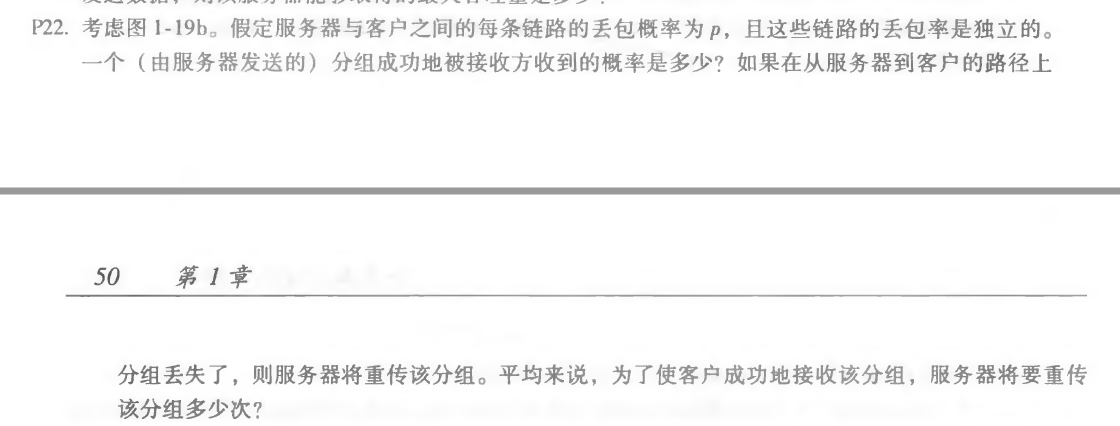 P22. 考虑图 1-19b。假定服务器与客户之间的每条链路的丢包概率为 p，且这些链路的丢包率是独立的。
一个（由服务器发送的）分组成功地被接收方收到的概率是多少？如果在从服务器到客户的路径上
50 第 1 章
分组丢失了，则服务器将重传该分组。平均来说，为了使客户成功地接收该分组，服务器将要重传
该分组多少次？